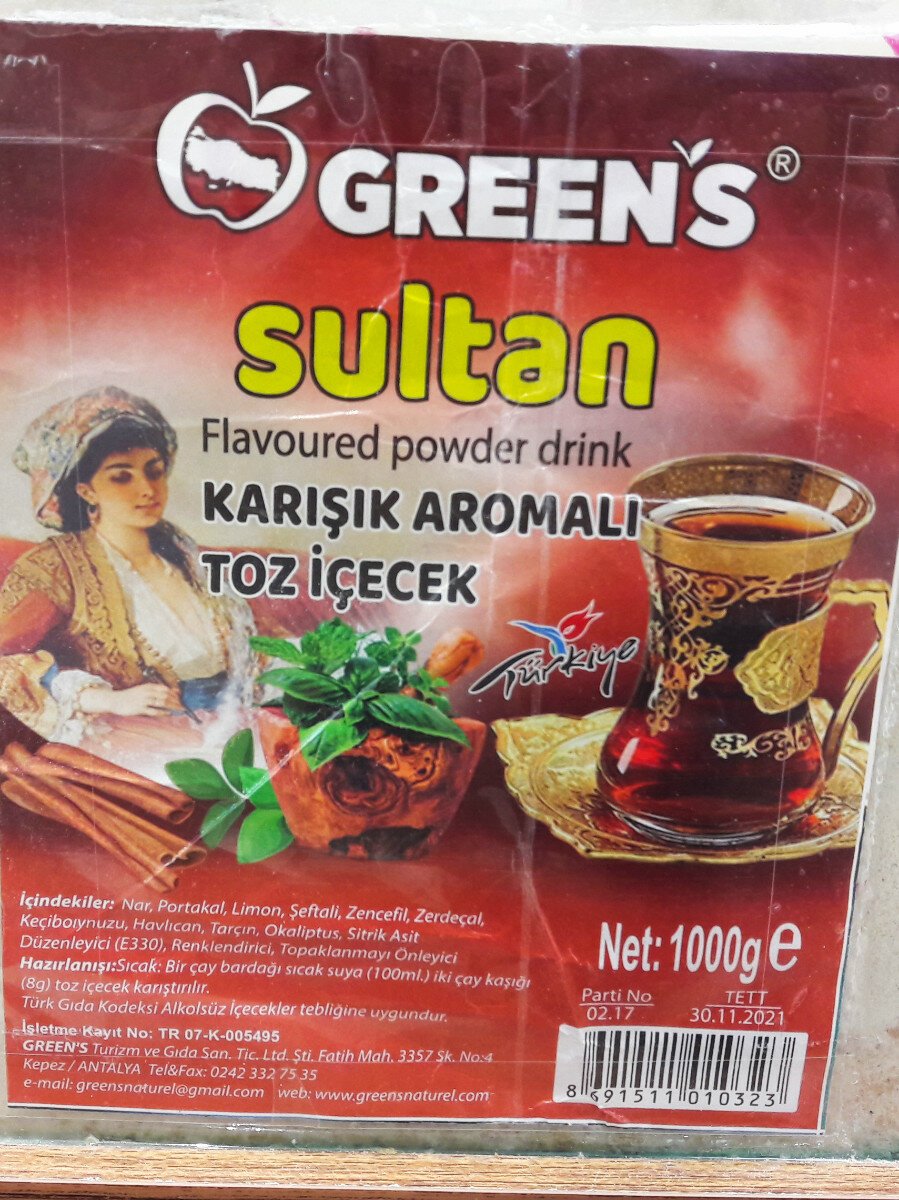 GREEN'S ®
sultan
Flavoured powder drink
KARIŞIK AROMALI
TOZ İÇECEK
Türkiye
İçindekiler: Nar, Portakal, Limon, Şeftali, Zencefil, Zerdeçal,
Keçiboıynuzu, Havlıcan, Tarçın, Okaliptus, Sitrik Asit
Düzenleyici (E330), Renklendirici, Topaklanmayı Önleyici
Hazırlanışı:Sıcak: Bir çay bardağı sıcak suya (100ml.) iki çay kaşığı
(8g) toz içecek karıştırılır.
Türk Gıda Kodeksi Alkolsüz İçecekler tebliğine uygundur.
İşletme Kayıt No: TR 07-K-005495
GREEN'S Turizm ve Gıda San. Tic. Ltd. Şti. Fatih Mah. 3357 Sk. No:4
Kepez / ANTALYA Tel&Fax: 0242 332 75 35
e-mail: greensnaturel@gmail.com web: www.greensnaturel.com
Net: 1000g e
Parti No TETT
02.17 30.11.2021
8 691511 010323